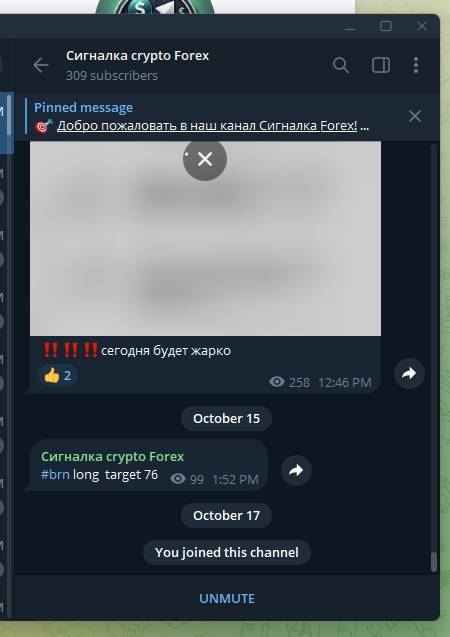 Сигналка crypto Forex
309 subscribers
Pinned message
🎯 Добро пожаловать в наш канал Сигналка Forex! ...
‼️‼️‼️сегодня будет жарко
👍 2
258 12:46 PM
October 15
Сигналка crypto Forex
#brn long target 76 99 1:52 PM
October 17
You joined this channel
UNMUTE